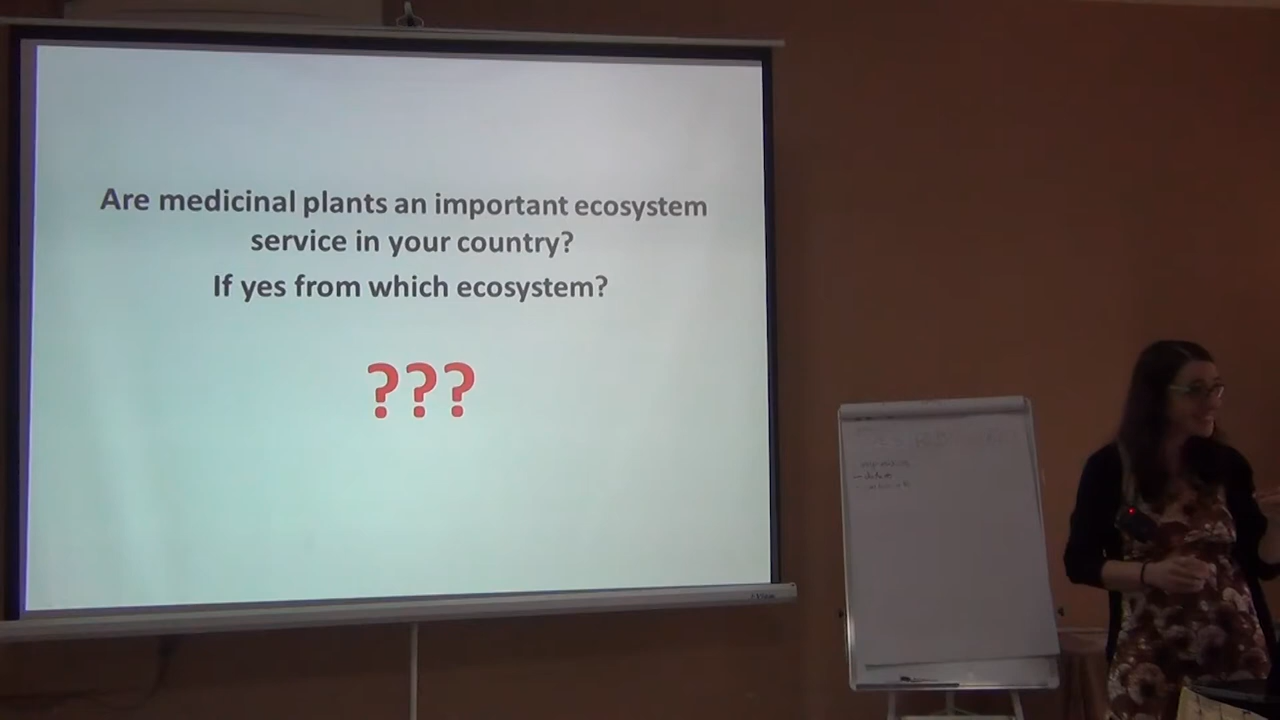 Are medicinal plants an important ecosystem
service in your country?
If yes from which ecosystem?
???